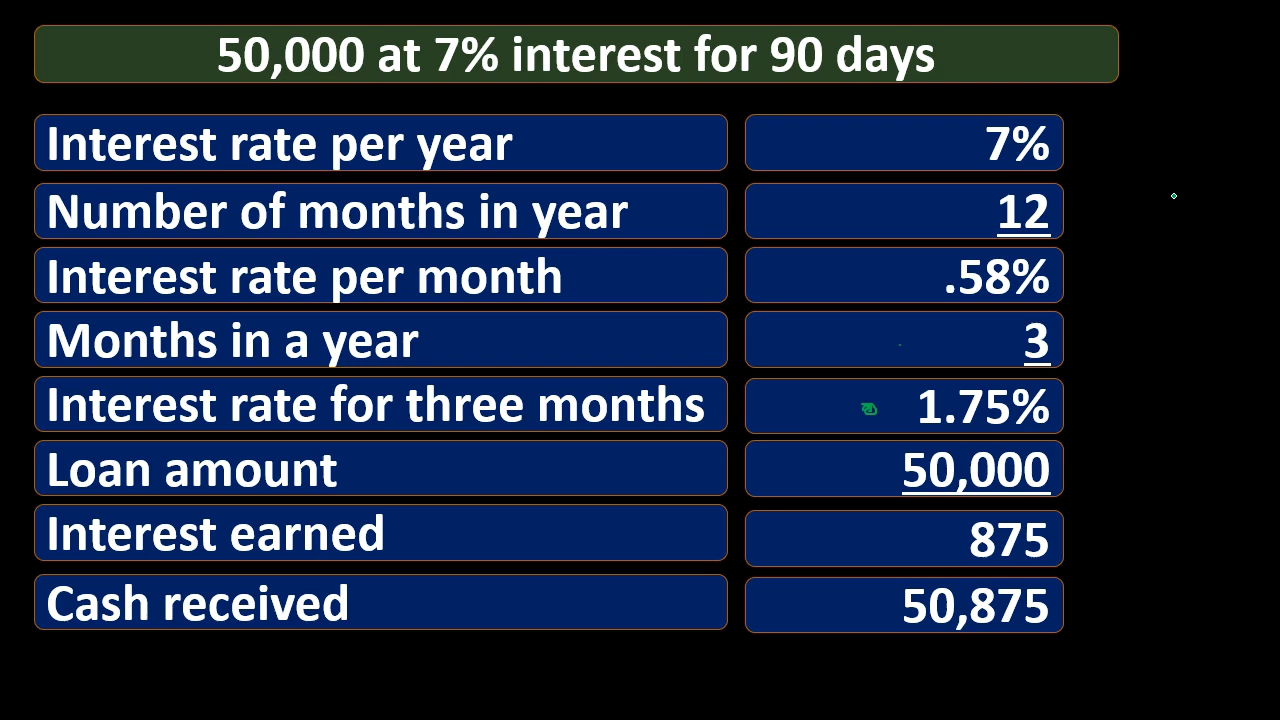 50,000 at 7% interest for 90 days
Interest rate per year 7%
Number of months in year 12
Interest rate per month .58%
Months in a year 3
Interest rate for three months 1.75%
Loan amount 50,000
Interest earned 875
Cash received 50,875